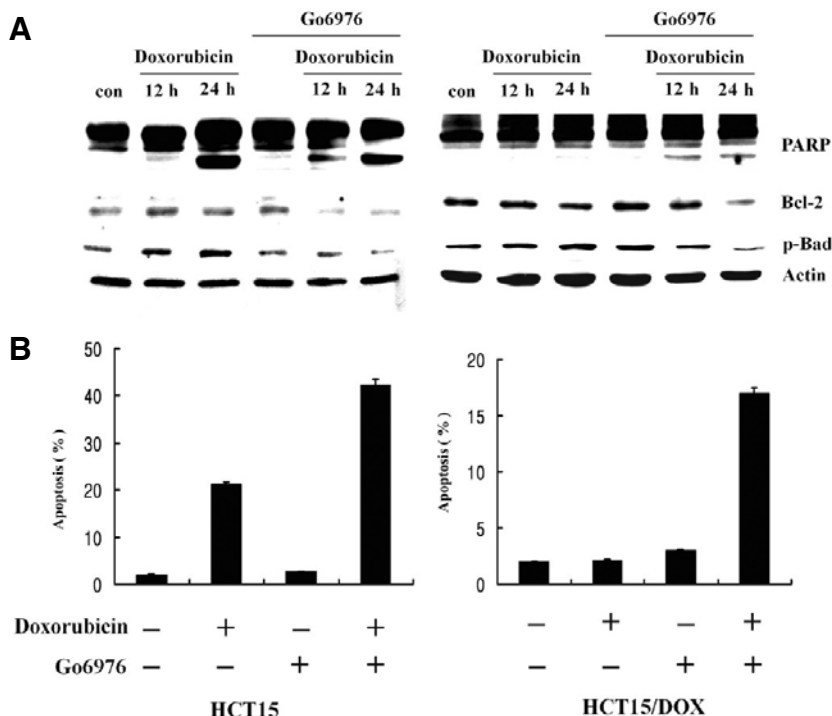 A
Go6976
Go6976
Doxorubicin
Doxorubicin
Doxorubicin
Doxorubicin
con
12 h
24 h
12 h
24 h
con
12 h
24 h
12 h
24 h
PARP
Bcl-2
p-Bad
Actin
B
50
40
30
20
10
0
Apoptosis ( % )
20
15
10
5
0
Apoptosis ( % )
Doxorubicin – + – + – + – +
Go6976 – – + + – – + +
HCT15
HCT15/DOX